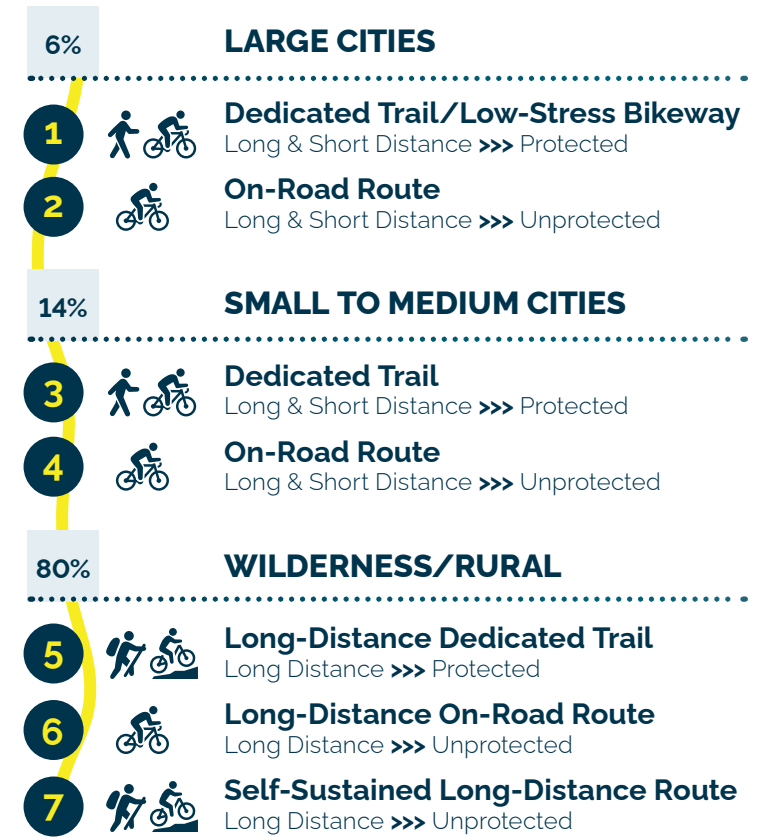 6%
LARGE CITIES
1
Dedicated Trail/Low-Stress Bikeway
Long & Short Distance >>> Protected
2
On-Road Route
Long & Short Distance >>> Unprotected
14%
SMALL TO MEDIUM CITIES
3
Dedicated Trail
Long & Short Distance >>> Protected
4
On-Road Route
Long & Short Distance >>> Unprotected
80%
WILDERNESS/RURAL
5
Long-Distance Dedicated Trail
Long Distance >>> Protected
6
Long-Distance On-Road Route
Long Distance >>> Unprotected
7
Self-Sustained Long-Distance Route
Long Distance >>> Unprotected